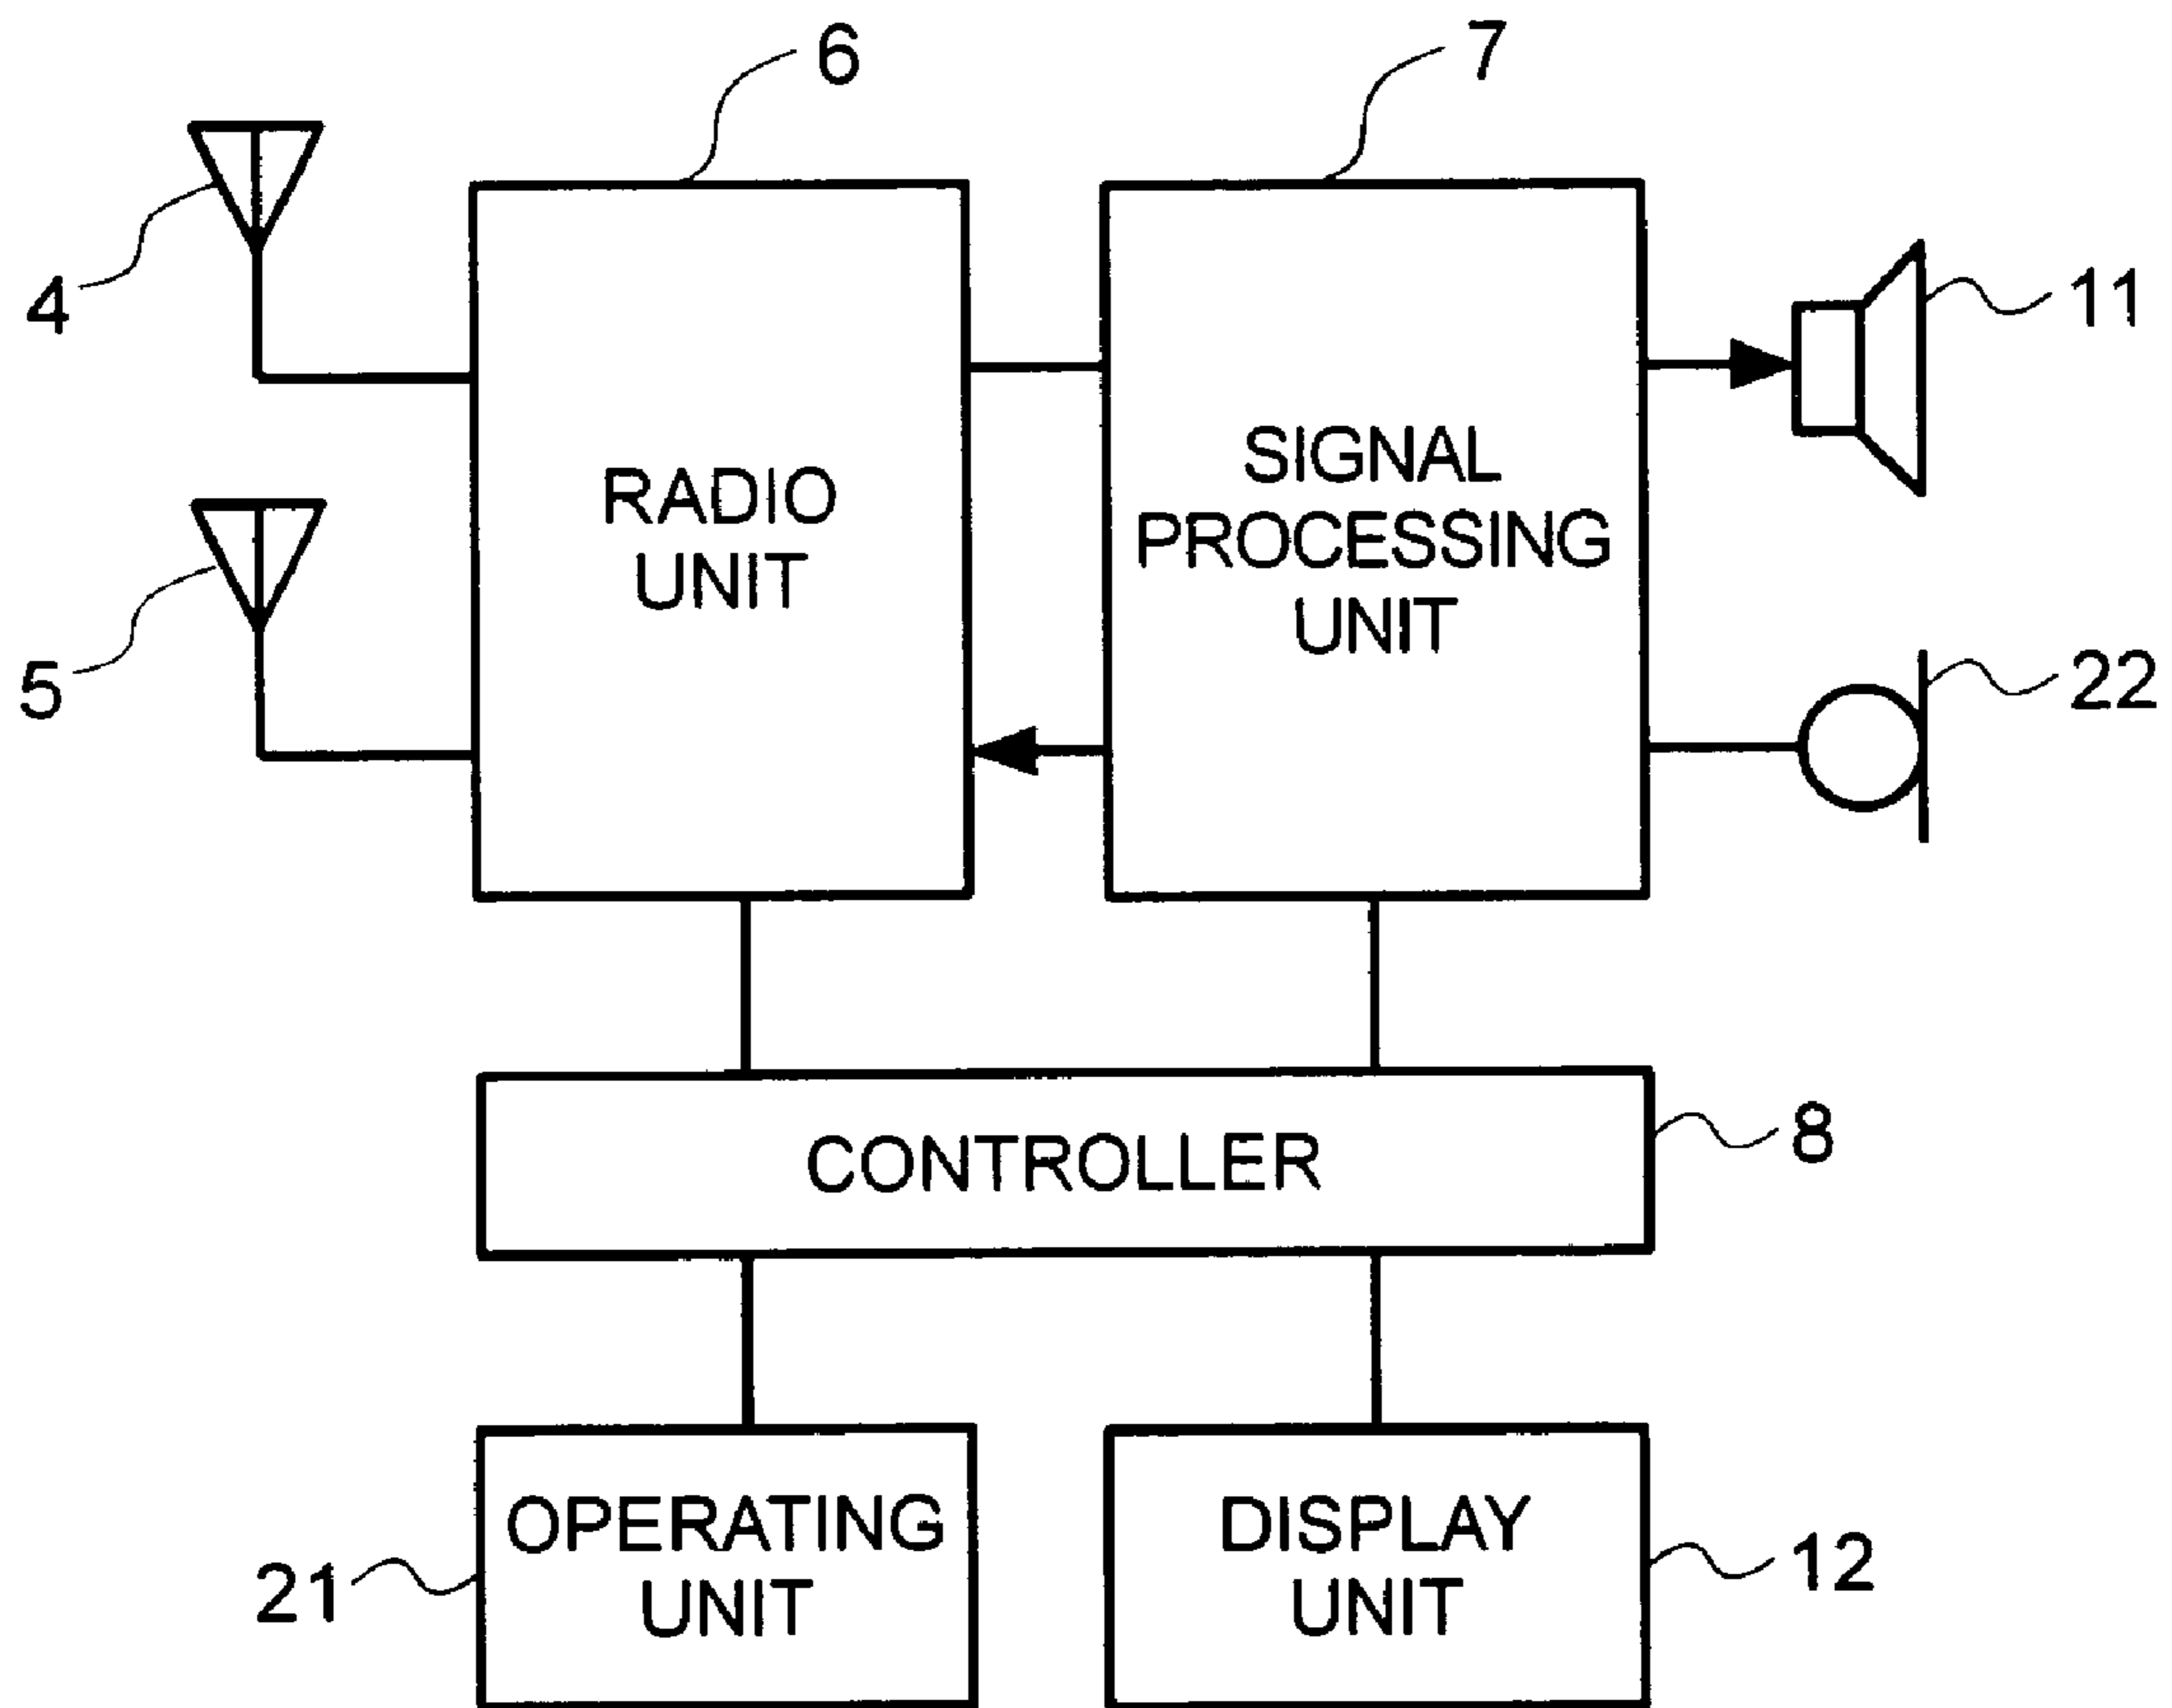 6
7
4
11
RADIO
UNIT
SIGNAL
PROCESSING
UNIT
5
22
CONTROLLER
8
OPERATING
UNIT
21
DISPLAY
UNIT
12